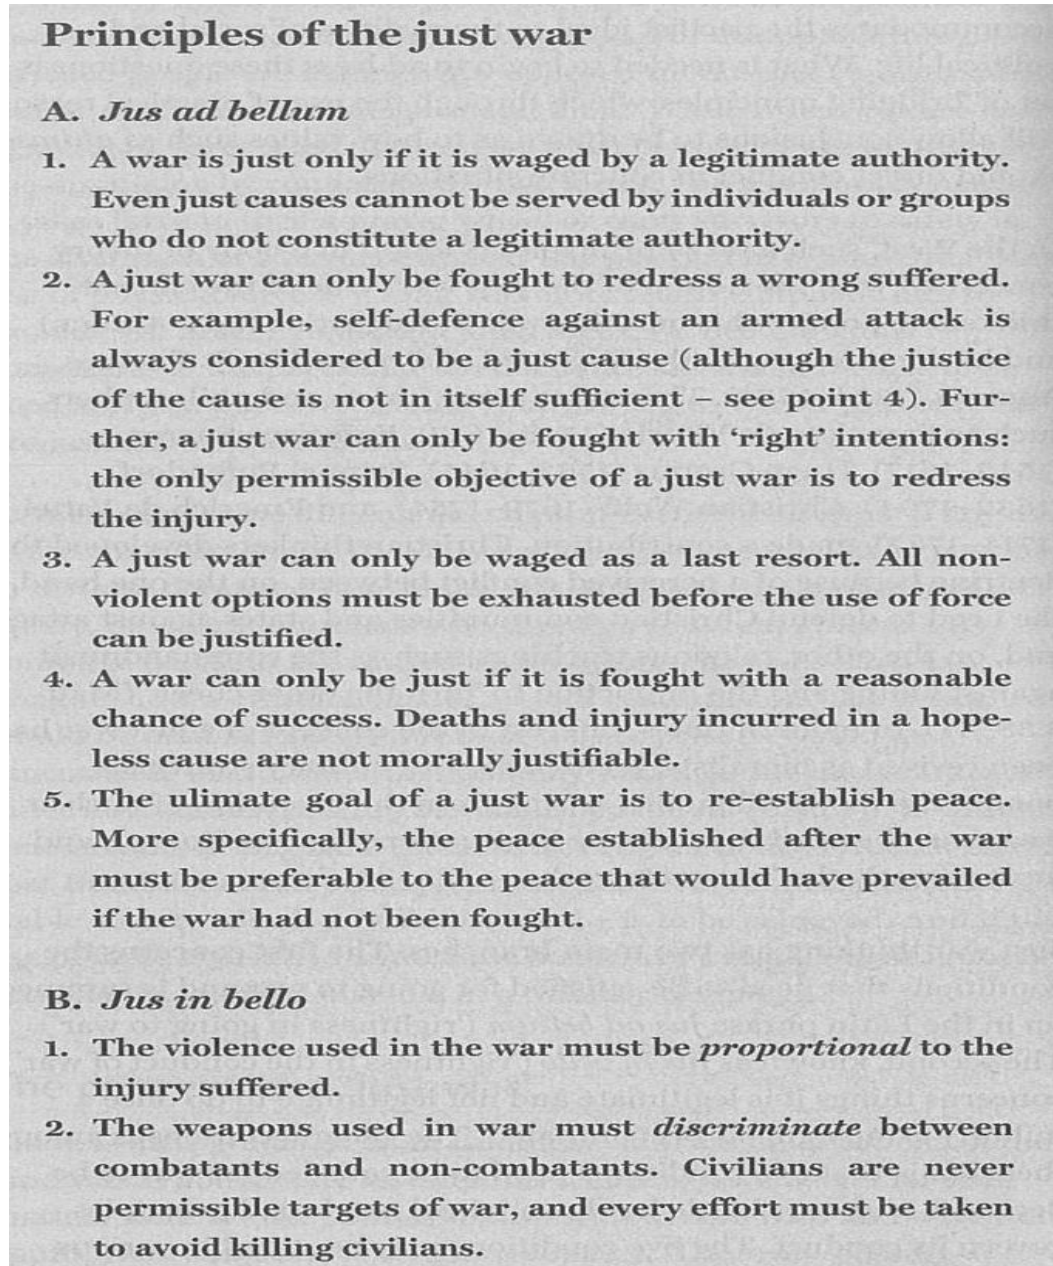 Principles of the just war
A. Jus ad bellum
1. A war is just only if it is waged by a legitimate authority.
Even just causes cannot be served by individuals or groups
who do not constitute a legitimate authority.
2. A just war can only be fought to redress a wrong suffered.
For example, self-defence against an armed attack is
always considered to be a just cause (although the justice
of the cause is not in itself sufficient – see point 4). Fur-
ther, a just war can only be fought with ‘right’ intentions:
the only permissible objective of a just war is to redress
the injury.
3. A just war can only be waged as a last resort. All non-
violent options must be exhausted before the use of force
can be justified.
4. A war can only be just if it is fought with a reasonable
chance of success. Deaths and injury incurred in a hope-
less cause are not morally justifiable.
5. The ulimate goal of a just war is to re-establish peace.
More specifically, the peace established after the war
must be preferable to the peace that would have prevailed
if the war had not been fought.
B. Jus in bello
1. The violence used in the war must be proportional to the
injury suffered.
2. The weapons used in war must discriminate between
combatants and non-combatants. Civilians are never
permissible targets of war, and every effort must be taken
to avoid killing civilians.